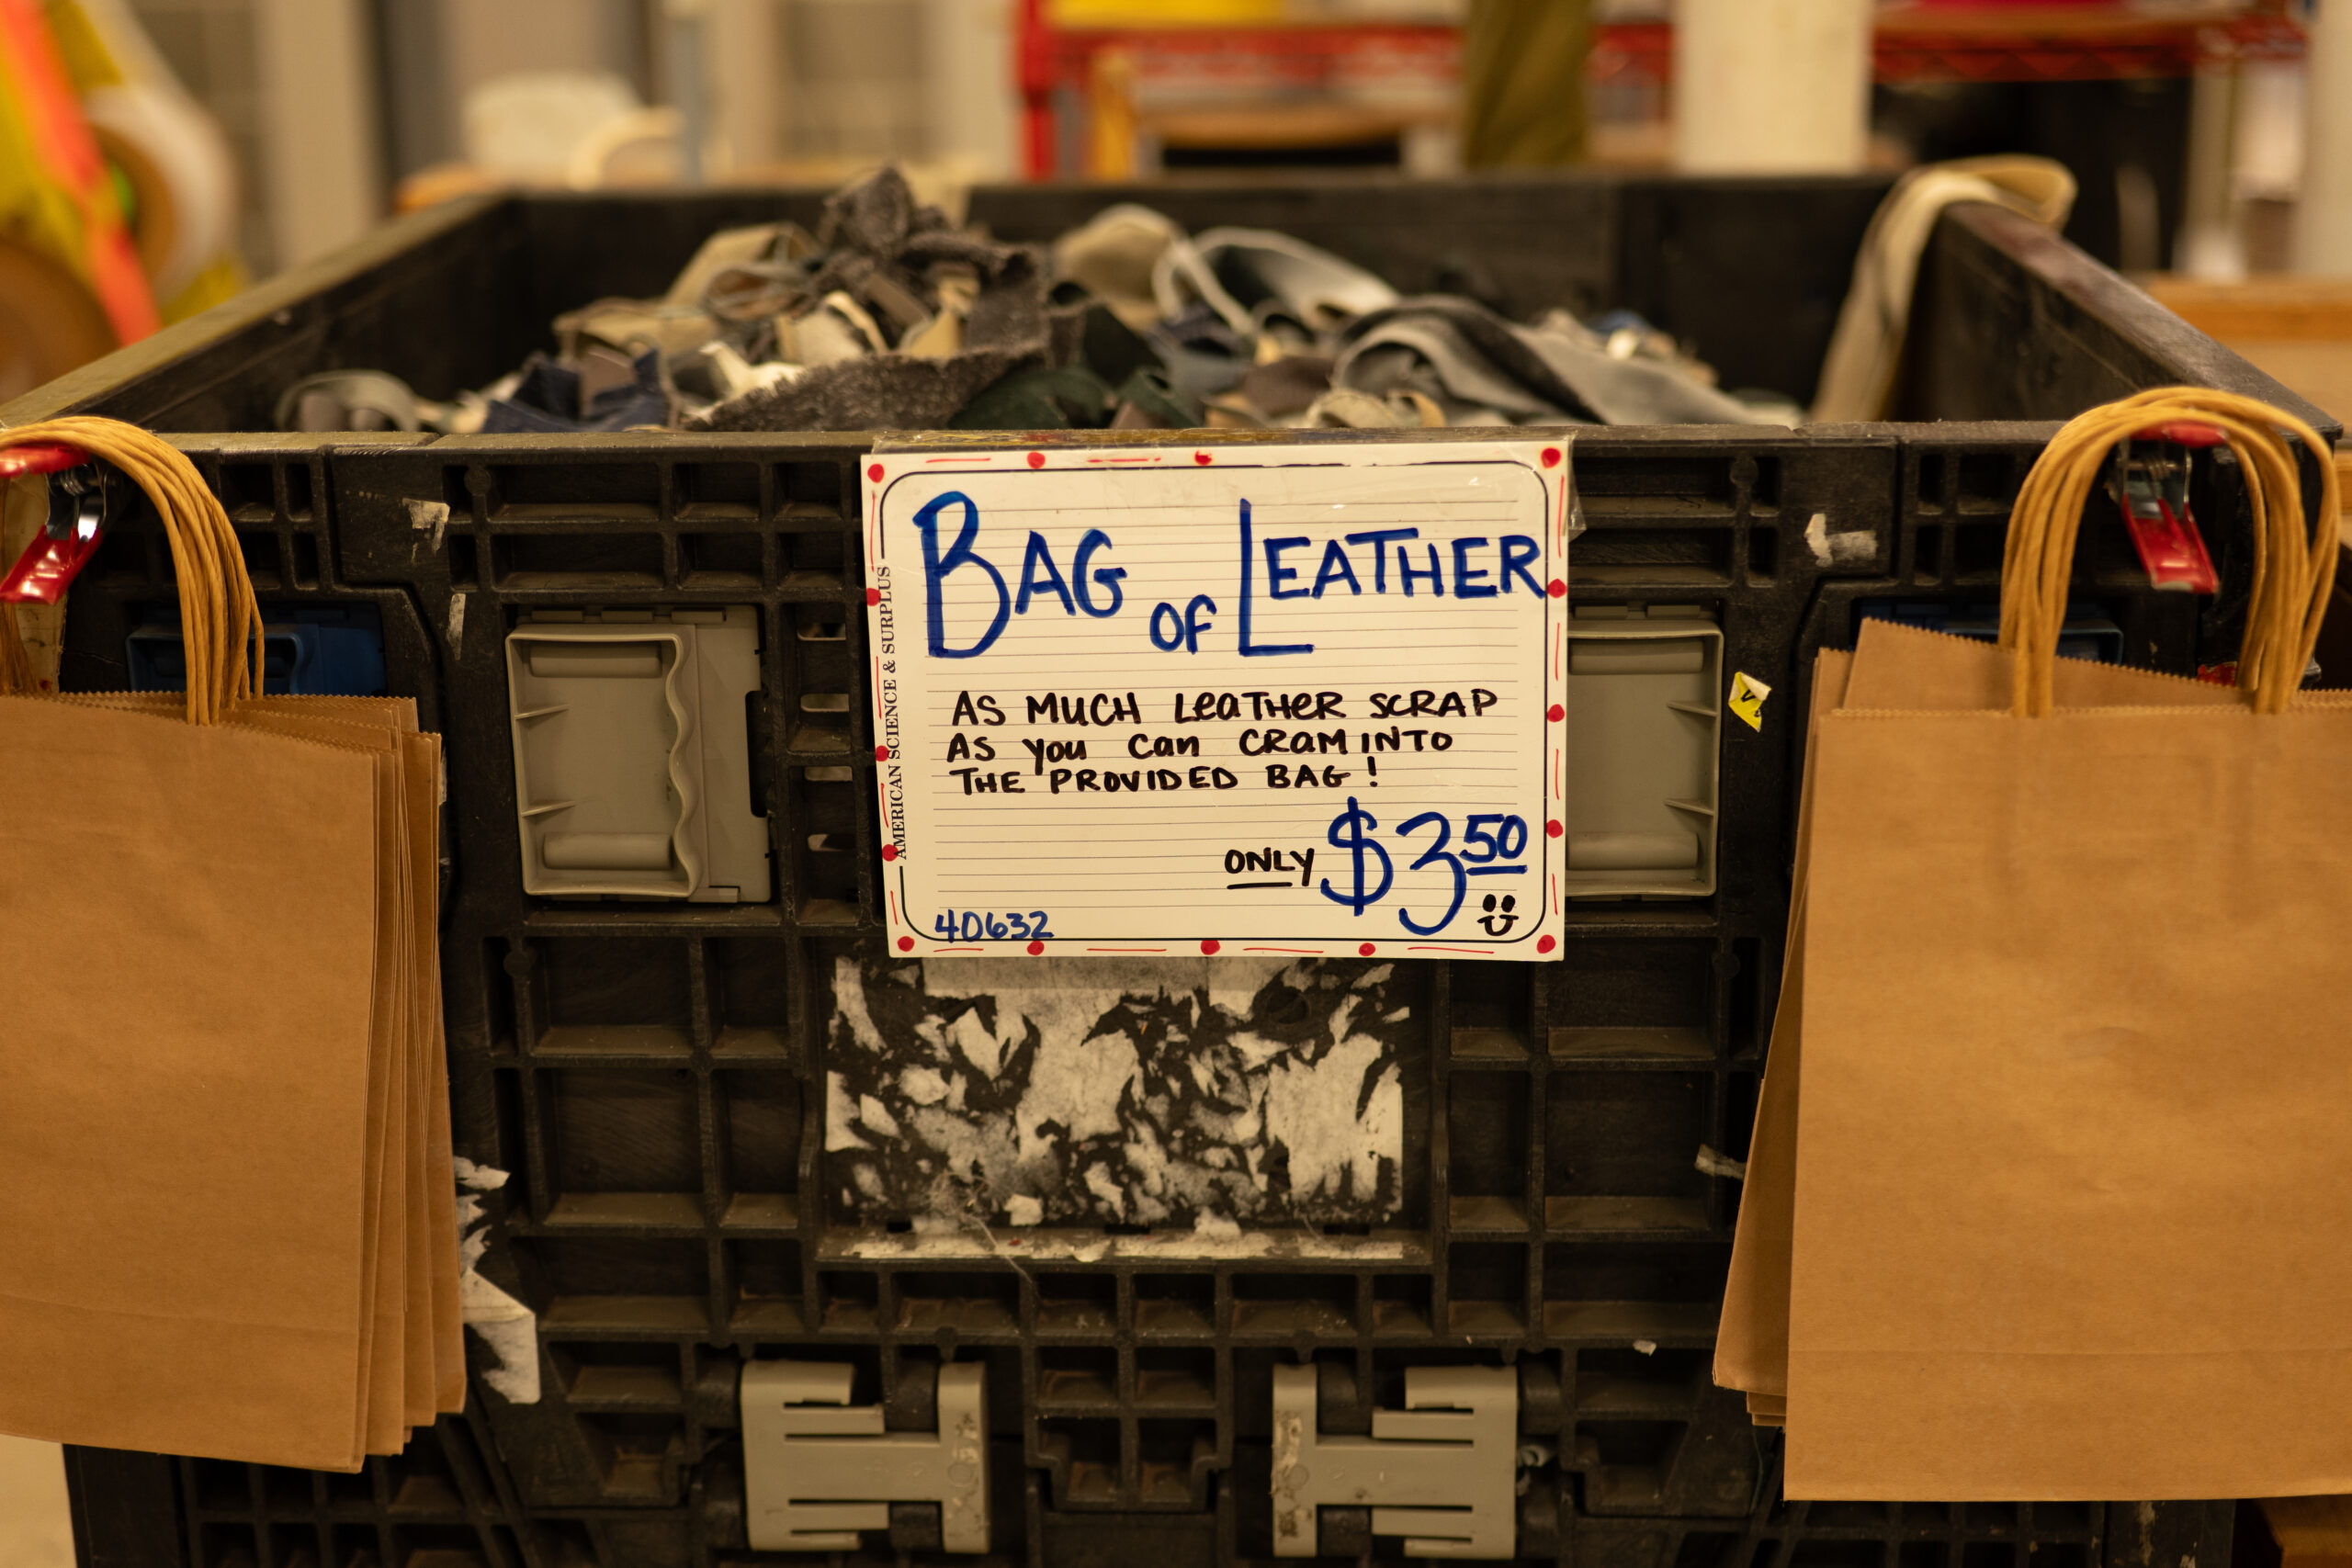 BAG OF LEATHER
AMERICAN SCIENCE & SURPLUS
AS MUCH LeaTHeR SCRAP
AS you can CRaM INTO
THE PROVIDED BAG!
ONLY $3.50
40632